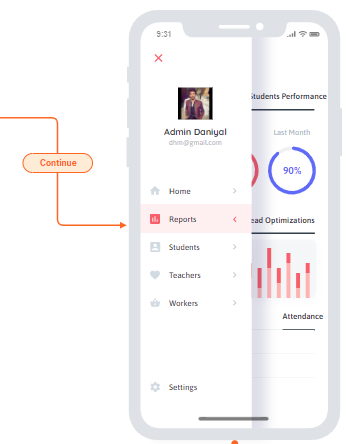 9:31
Students Performance
Admin Daniyal
dhm@gmail.com
Last Month
90%
Continue
Home
Reports
ead Optimizations
Students
Teachers
Workers
Attendance
Settings